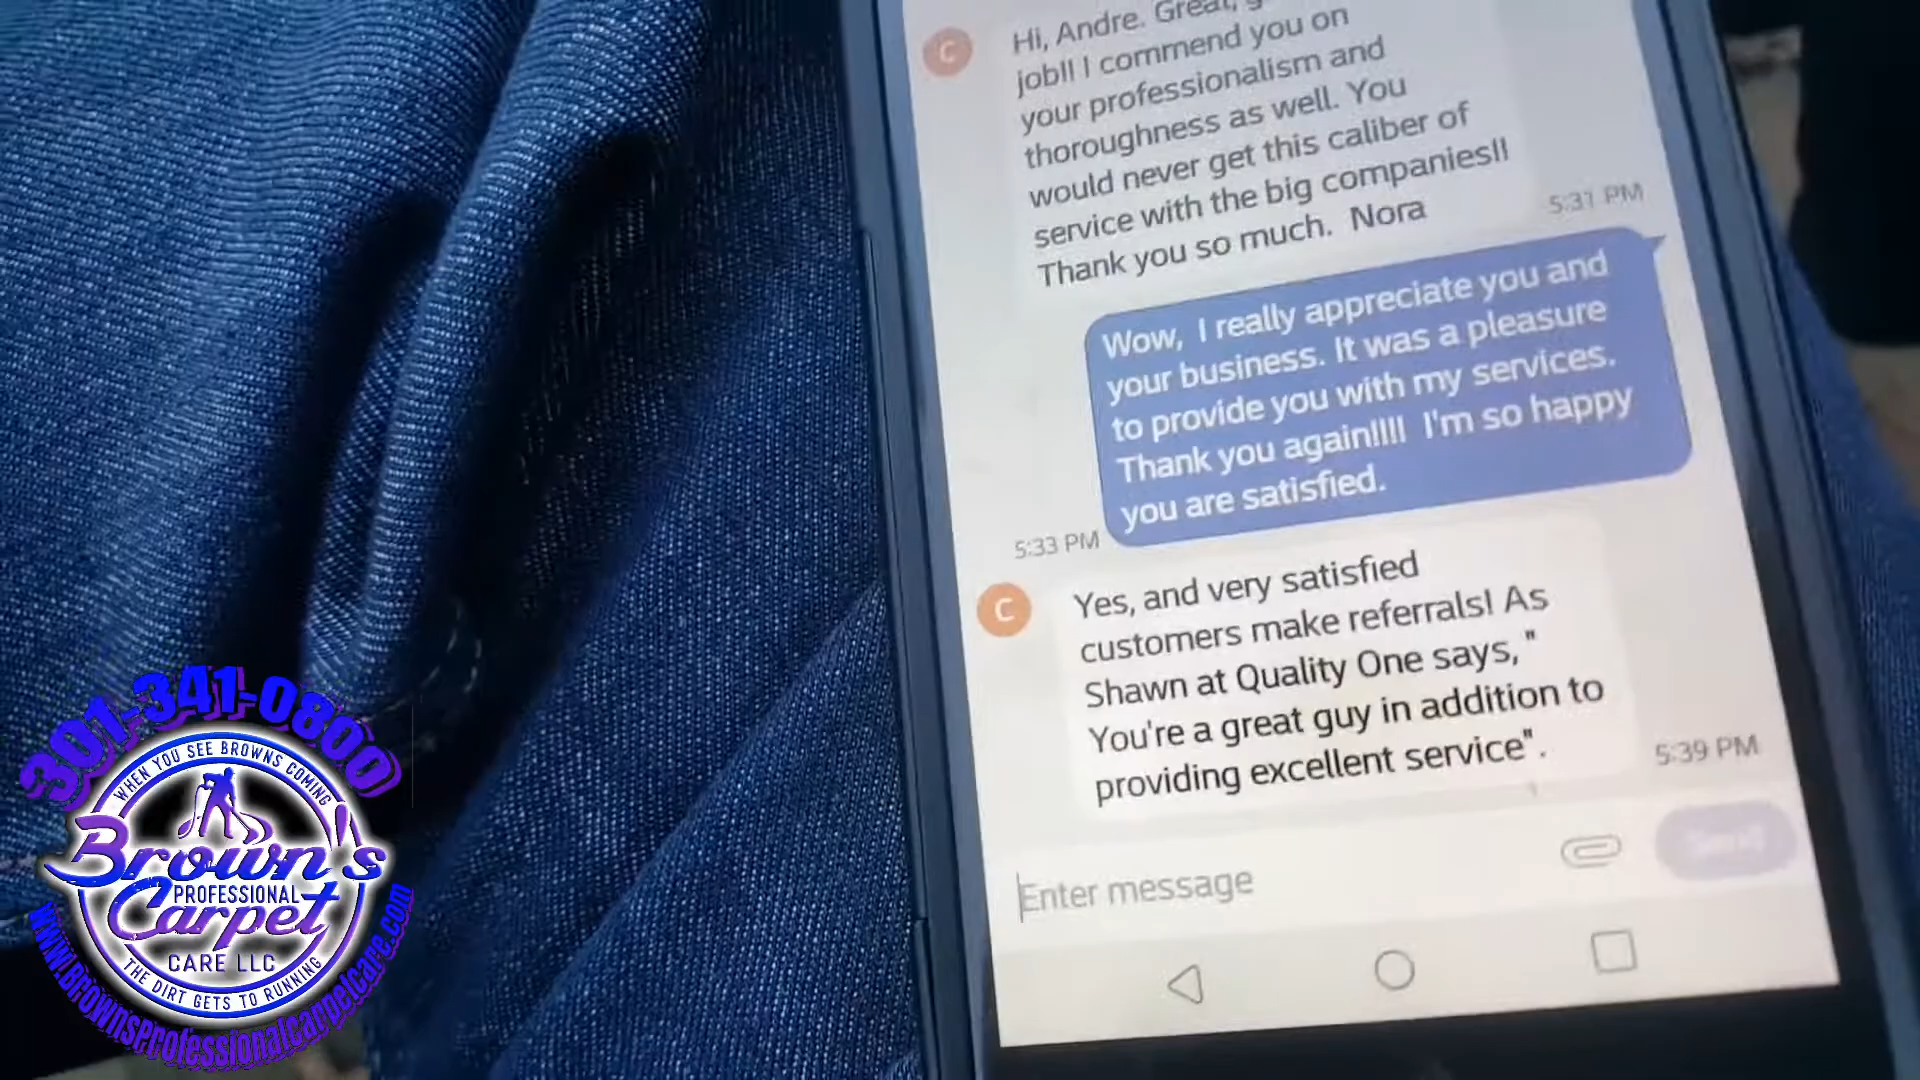 Hi, Andre. Great,
job!! I commend you on
your professionalism and
thoroughness as well. You
would never get this caliber of
service with the big companies!!
Thank you so much. Nora
5:31 PM
Wow, I really appreciate you and
your business. It was a pleasure
to provide you with my services.
Thank you again!!!! I'm so happy
you are satisfied.
5:33 PM
C
C
Yes, and very satisfied
customers make referrals! As
Shawn at Quality One says, "
You're a great guy in addition to
providing excellent service".
5:39 PM
Enter message
Send
301-341-0800
WHEN YOU SEE BROWNS COMING
Brown's
PROFESSIONAL
Carpet
CARE LLC
THE DIRT GETS TO RUNNING
www.BrownsProfessionalcarpetcare.com